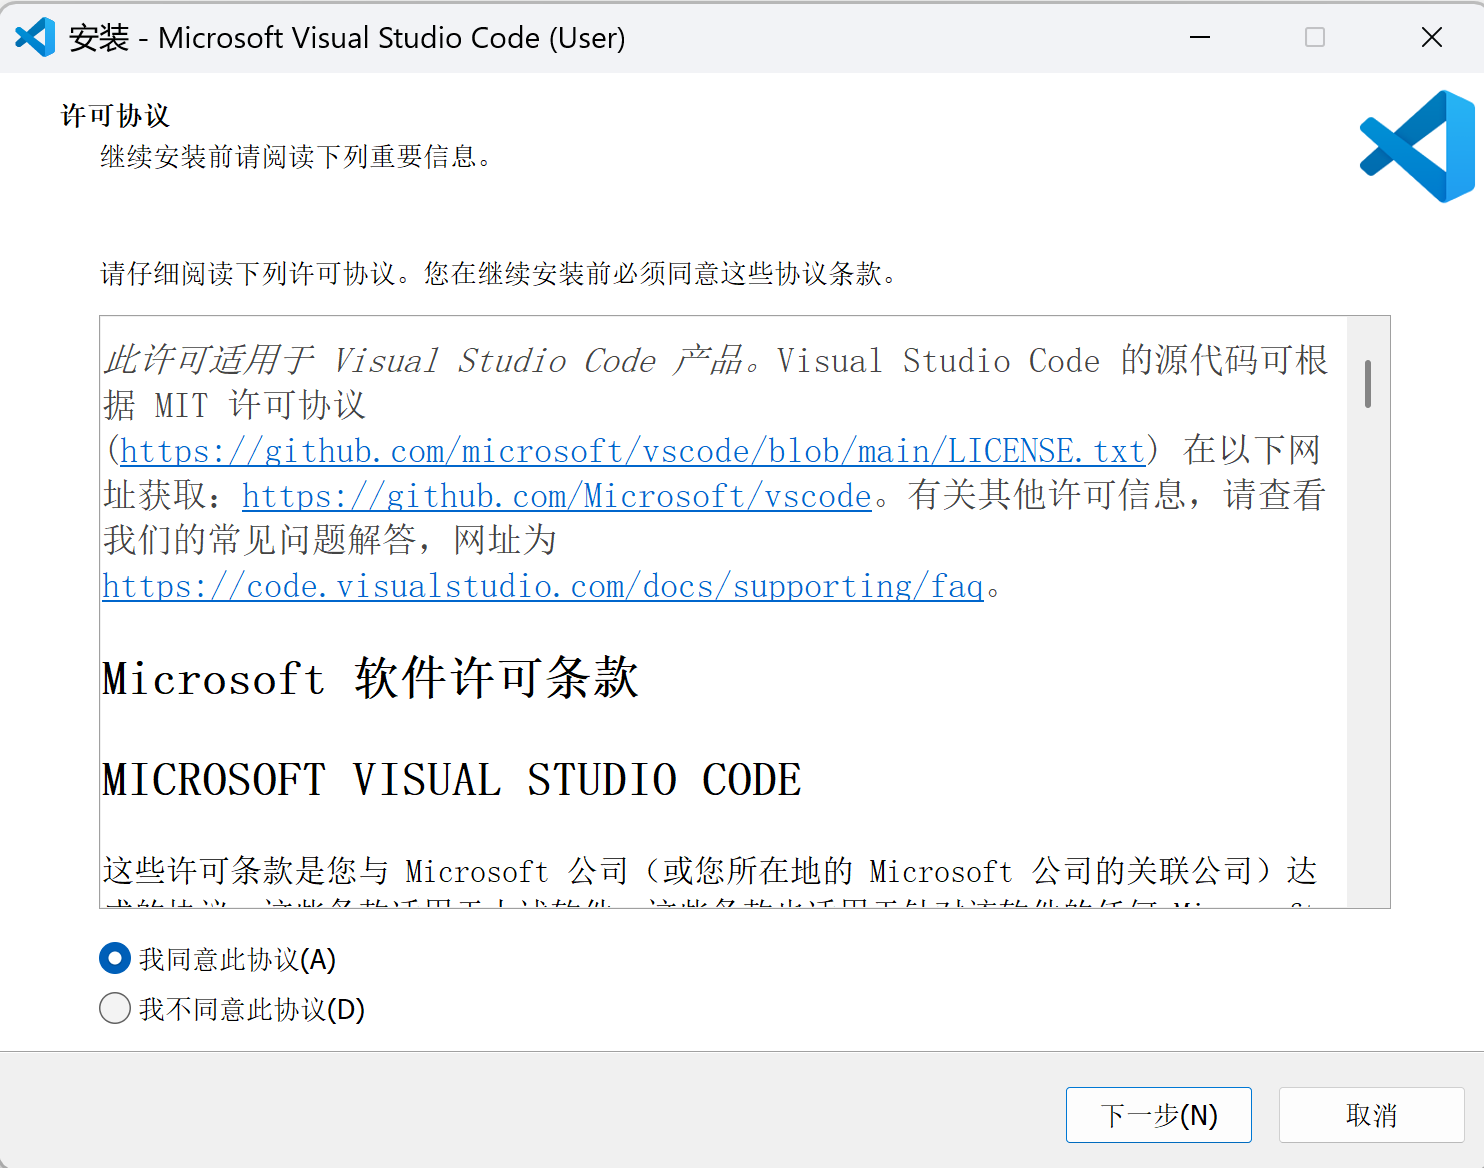 安装 - Microsoft Visual Studio Code (User)
许可协议
继续安装前请阅读下列重要信息。
请仔细阅读下列许可协议。您在继续安装前必须同意这些协议条款。
此许可适用于 Visual Studio Code 产品。Visual Studio Code 的源代码可根
据 MIT 许可协议
(https://github.com/microsoft/vscode/blob/main/LICENSE.txt) 在以下网
址获取：https://github.com/Microsoft/vscode。有关其他许可信息，请查看
我们的常见问题解答，网址为
https://code.visualstudio.com/docs/supporting/faq。
Microsoft 软件许可条款
MICROSOFT VISUAL STUDIO CODE
这些许可条款是您与 Microsoft 公司（或您所在地的 Microsoft 公司的关联公司）达
我同意此协议(A)
我不同意此协议(D)
下一步(N)
取消